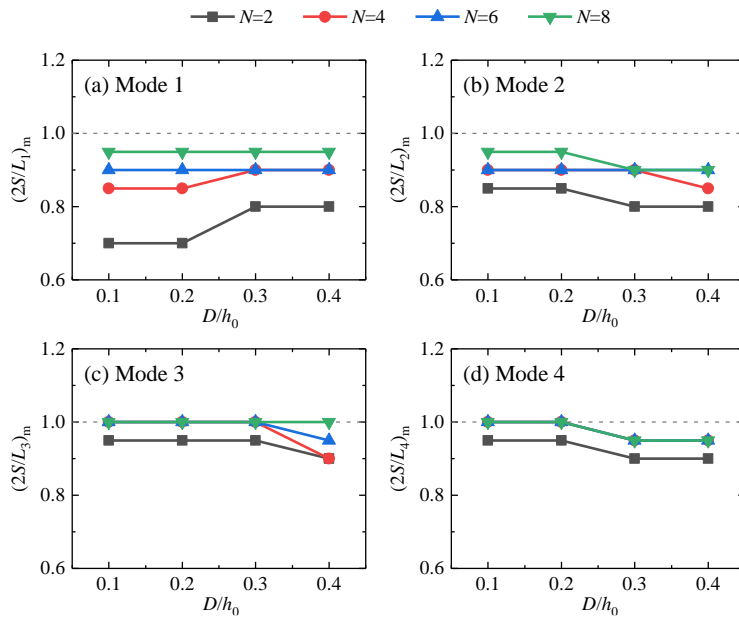 N=2 N=4 N=6 N=8
(a) Mode 1
(2S/L₁)ₘ
1.2
1.0
0.8
0.6
0.1 0.2 0.3 0.4
D/h₀
(b) Mode 2
(2S/L₂)ₘ
1.2
1.0
0.8
0.6
0.1 0.2 0.3 0.4
D/h₀
(c) Mode 3
(2S/L₃)ₘ
1.2
1.0
0.8
0.6
0.1 0.2 0.3 0.4
D/h₀
(d) Mode 4
(2S/L₄)ₘ
1.2
1.0
0.8
0.6
0.1 0.2 0.3 0.4
D/h₀